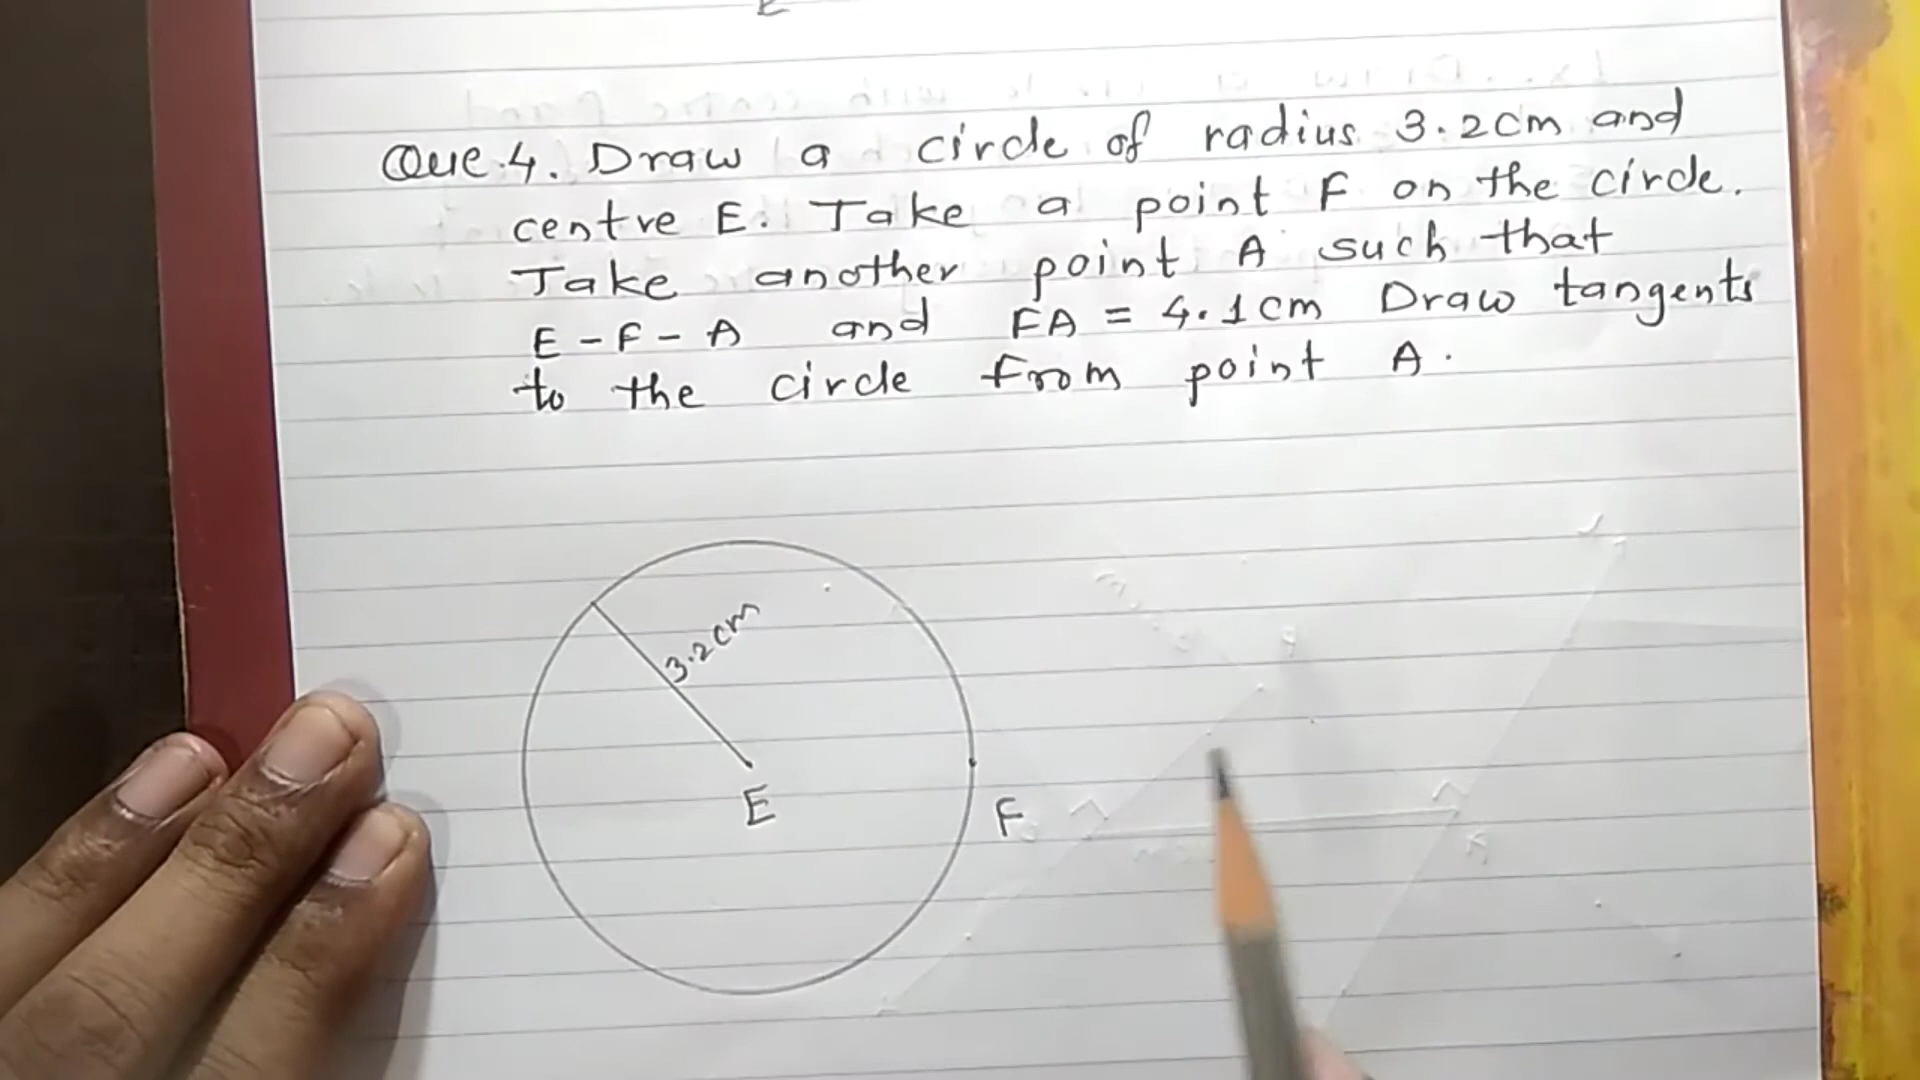 Que.4. Draw a circle of radius 3.2cm and
centre E. Take a point F on the circle.
Take another point A such that
E - F - A and FA = 4.1cm Draw tangents
to the circle from point A.
3.2cm
E
F